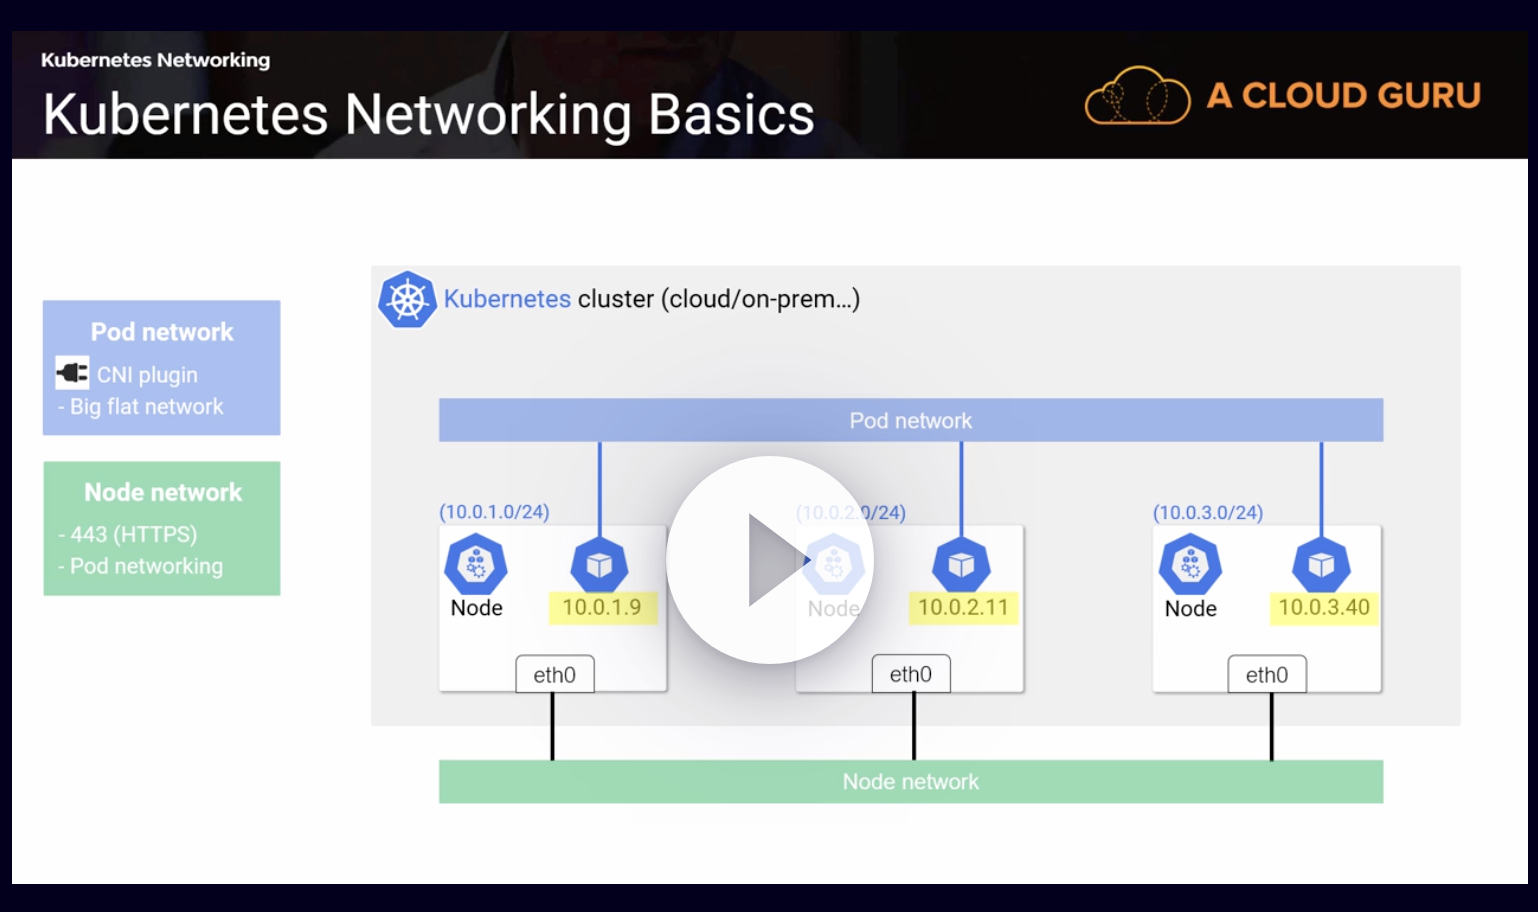 Kubernetes Networking
Kubernetes Networking Basics
A CLOUD GURU
Pod network
CNI plugin
- Big flat network
Node network
- 443 (HTTPS)
- Pod networking
Kubernetes cluster (cloud/on-prem...)
Pod network
(10.0.1.0/24)
Node
10.0.1.9
eth0
(10.0.2.0/24)
Node
10.0.2.11
eth0
(10.0.3.0/24)
Node
10.0.3.40
eth0
Node network